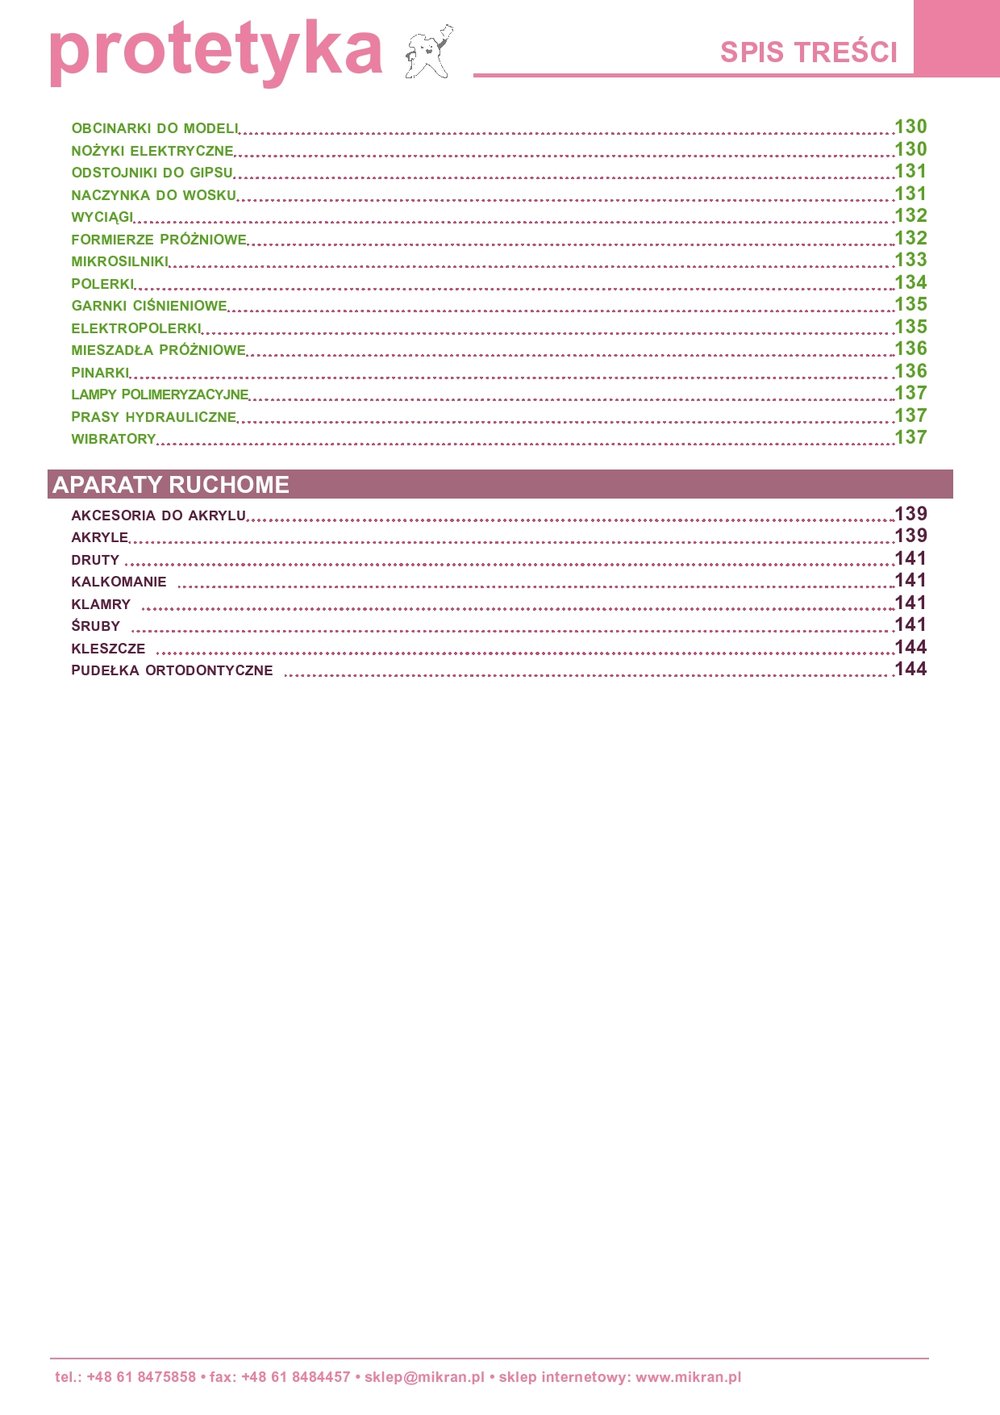 protetyka
SPIS TREŚCI
OBCINARKI DO MODELI 130
NOŻYKI ELEKTRYCZNE 130
ODSTOJNIKI DO GIPSU 131
NACZYNKA DO WOSKU 131
WYCIĄGI 132
FORMIERZE PRÓŻNIOWE 132
MIKROSILNIKI 133
POLERKI 134
GARNKI CIŚNIENIOWE 135
ELEKTROPOLERKI 135
MIESZADŁA PRÓŻNIOWE 136
PINARKI 136
LAMPY POLIMERYZACYJNE 137
PRASY HYDRAULICZNE 137
WIBRATORY 137
APARATY RUCHOME
AKCESORIA DO AKRYLU 139
AKRYLE 139
DRUTY 141
KALKOMANIE 141
KLAMRY 141
ŚRUBY 141
KLESZCZE 144
PUDEŁKA ORTODONTYCZNE 144
tel.: +48 61 8475858 • fax: +48 61 8484457 • sklep@mikran.pl • sklep internetowy: www.mikran.pl